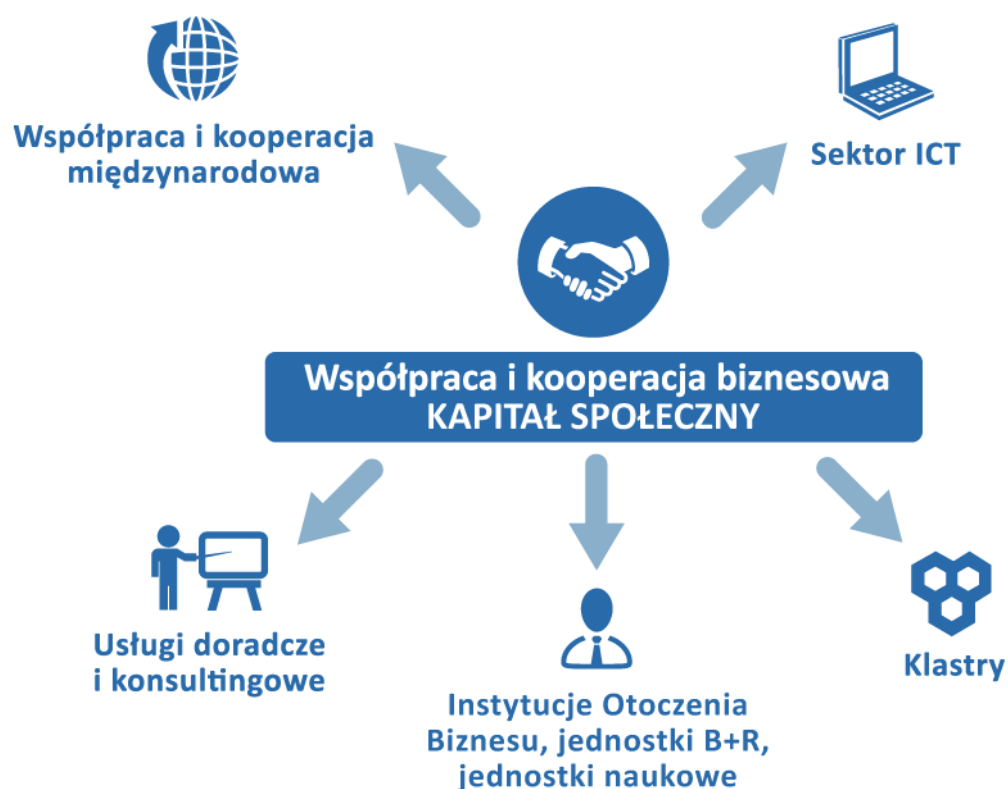 Współpraca i kooperacja
międzynarodowa
Sektor ICT
Współpraca i kooperacja biznesowa
KAPITAŁ SPOŁECZNY
Usługi doradcze
i konsultingowe
Instytucje Otoczenia
Biznesu, jednostki B+R,
jednostki naukowe
Klastry